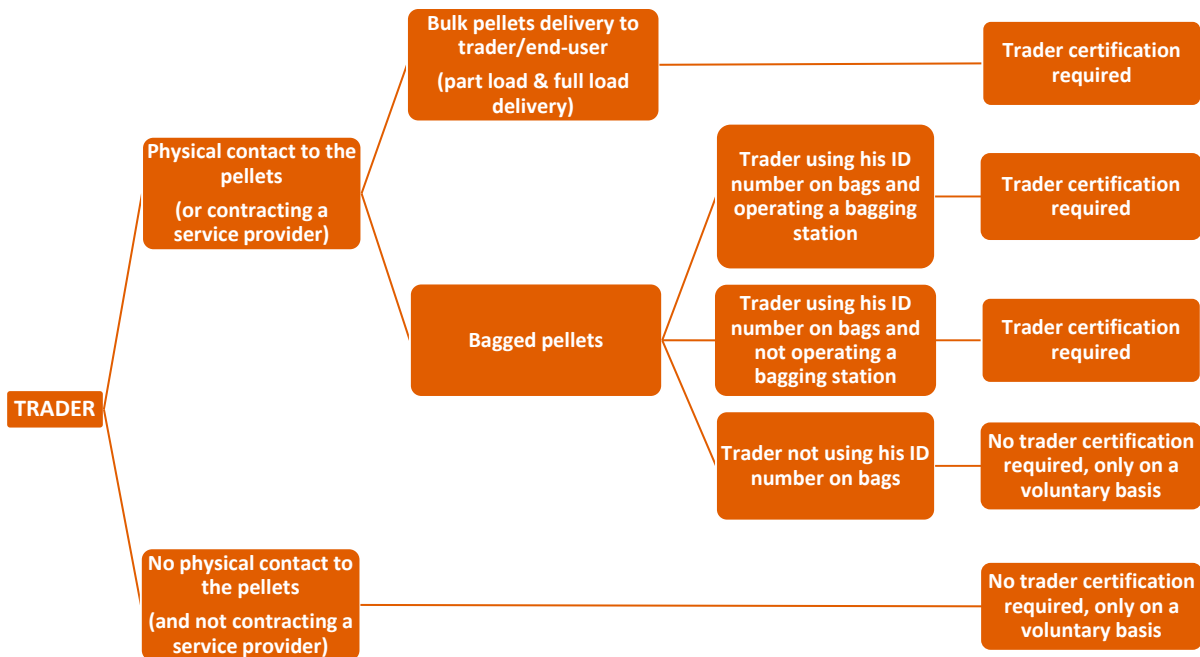 TRADER
Physical contact to the
pellets
(or contracting a
service provider)
Bulk pellets delivery to
trader/end-user
(part load & full load
delivery)
Trader certification
required
Bagged pellets
Trader using his ID
number on bags and
operating a bagging
station
Trader certification
required
Trader using his ID
number on bags and
not operating a
bagging station
Trader certification
required
Trader not using his ID
number on bags
No trader certification
required, only on a
voluntary basis
No physical contact to
the pellets
(and not contracting a
service provider)
No trader certification
required, only on a
voluntary basis